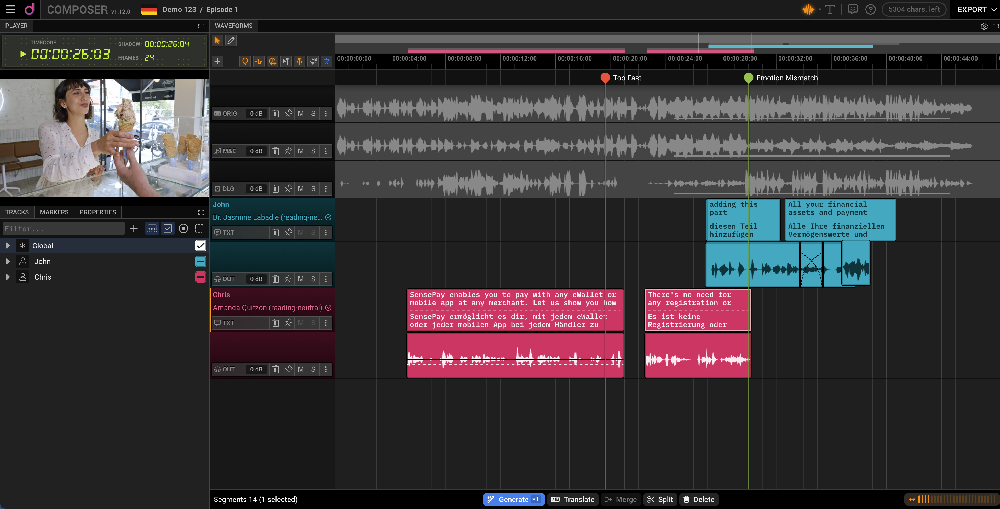 COMPOSER v1.12.0
Demo 123 / Episode 1
5304 chars. left
EXPORT
PLAYER
WAVEFORMS
TIMECODE
00:00:26:03
SHADOW 00:00:26:04
FRAMES 24
00:00:00:00
00:00:04:00
00:00:08:00
00:00:12:00
00:00:16:00
00:00:20:00
00:00:24:00
00:00:28:00
00:00:32:00
00:00:36:00
00:00:40:00
00:00:44:00
AB
Too Fast
Emotion Mismatch
ORIG 0 dB M S
M&E 0 dB M S
DLG 0 dB M S
TRACKS
MARKERS
PROPERTIES
Filter...
Global
John
Chris
John
Dr. Jasmine Labadie (reading-ne...
TXT M S
OUT 0 dB M S
adding this
part
diesen Teil
hinzufügen
All your financial
assets and payment
Alle Ihre finanziellen
Vermögenswerte und
Chris
Amanda Quitzon (reading-neutral)
TXT M S
OUT 0 dB M S
SensePay enables you to pay with any eWallet or
mobile app at any merchant. Let us show you how
SensePay ermöglicht es dir, mit jedem eWallet
oder jeder mobilen App bei jedem Händler zu
There's no need for
any registration or
Es ist keine
Registrierung oder
Segments 14 (1 selected)
Generate ×1
Translate
Merge
Split
Delete